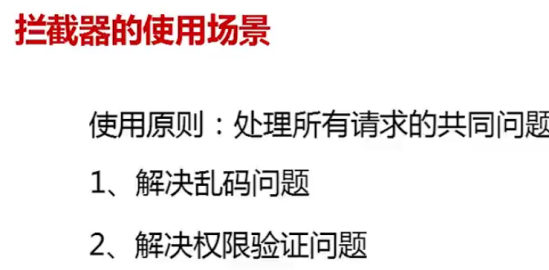 拦截器的使用场景
使用原则：处理所有请求的共同问题
1、解决乱码问题
2、解决权限验证问题